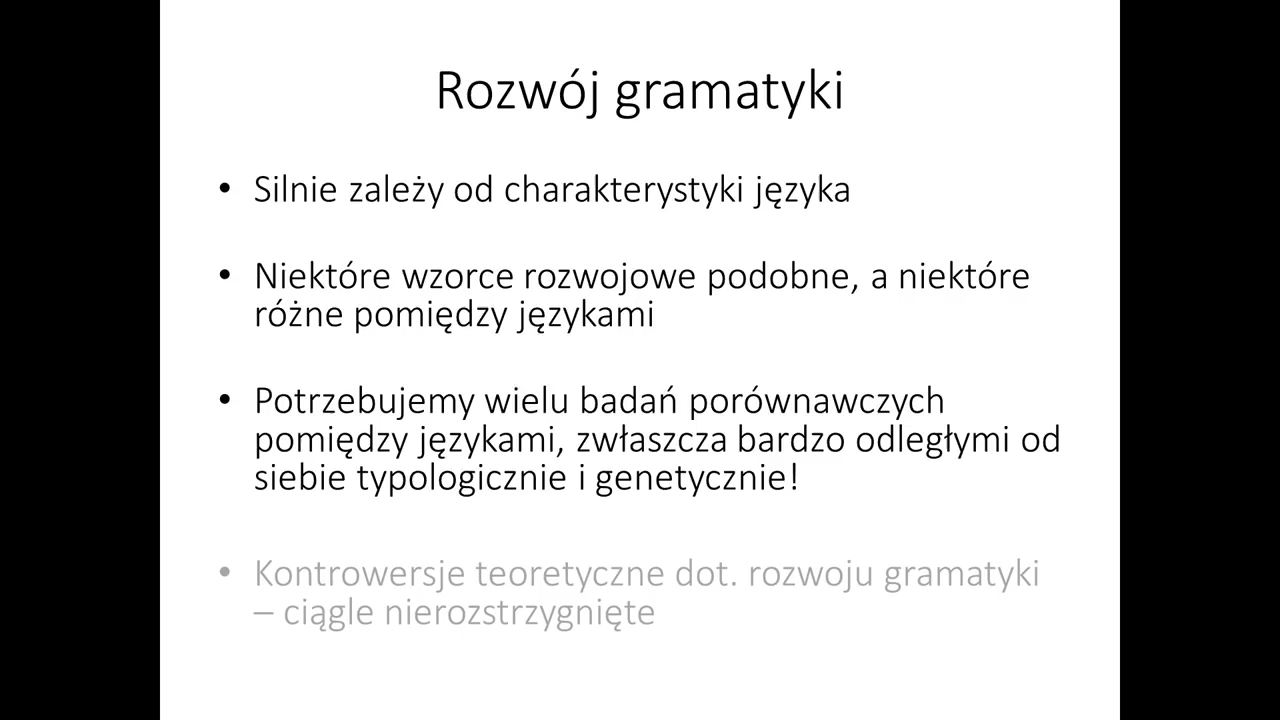 Rozwój gramatyki
• Silnie zależy od charakterystyki języka
• Niektóre wzorce rozwojowe podobne, a niektóre
różne pomiędzy językami
• Potrzebujemy wielu badań porównawczych
pomiędzy językami, zwłaszcza bardzo odległymi od
siebie typologicznie i genetycznie!
• Kontrowersje teoretyczne dot. rozwoju gramatyki
– ciągle nierozstrzygnięte